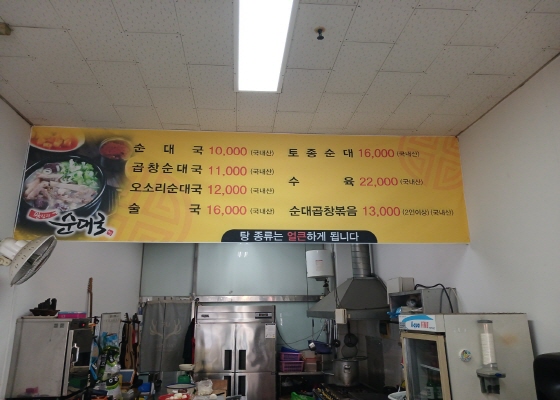 순대국 10,000 (국내산)
곱창순대국 11,000 (국내산)
오소리순대국 12,000 (국내산)
술국 16,000 (국내산)
토종순대 16,000 (국내산)
수육 22,000 (국내산)
순대곱창볶음 13,000 (2인이상) (국내산)
순대국
탕 종류는 얼큰하게 됩니다